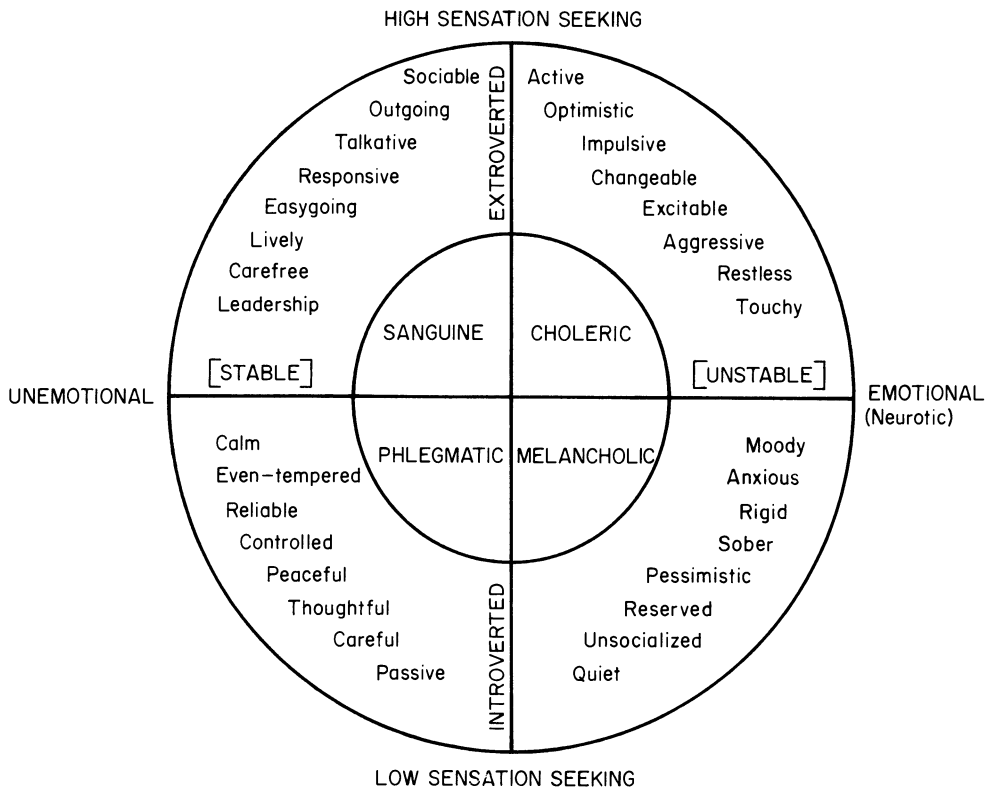 HIGH SENSATION SEEKING
EXTROVERTED
Sociable
Outgoing
Talkative
Responsive
Easygoing
Lively
Carefree
Leadership
Active
Optimistic
Impulsive
Changeable
Excitable
Aggressive
Restless
Touchy
SANGUINE
CHOLERIC
[STABLE]
[UNSTABLE]
UNEMOTIONAL
EMOTIONAL
(Neurotic)
PHLEGMATIC
MELANCHOLIC
Calm
Even-tempered
Reliable
Controlled
Peaceful
Thoughtful
Careful
Passive
Moody
Anxious
Rigid
Sober
Pessimistic
Reserved
Unsocialized
Quiet
INTROVERTED
LOW SENSATION SEEKING